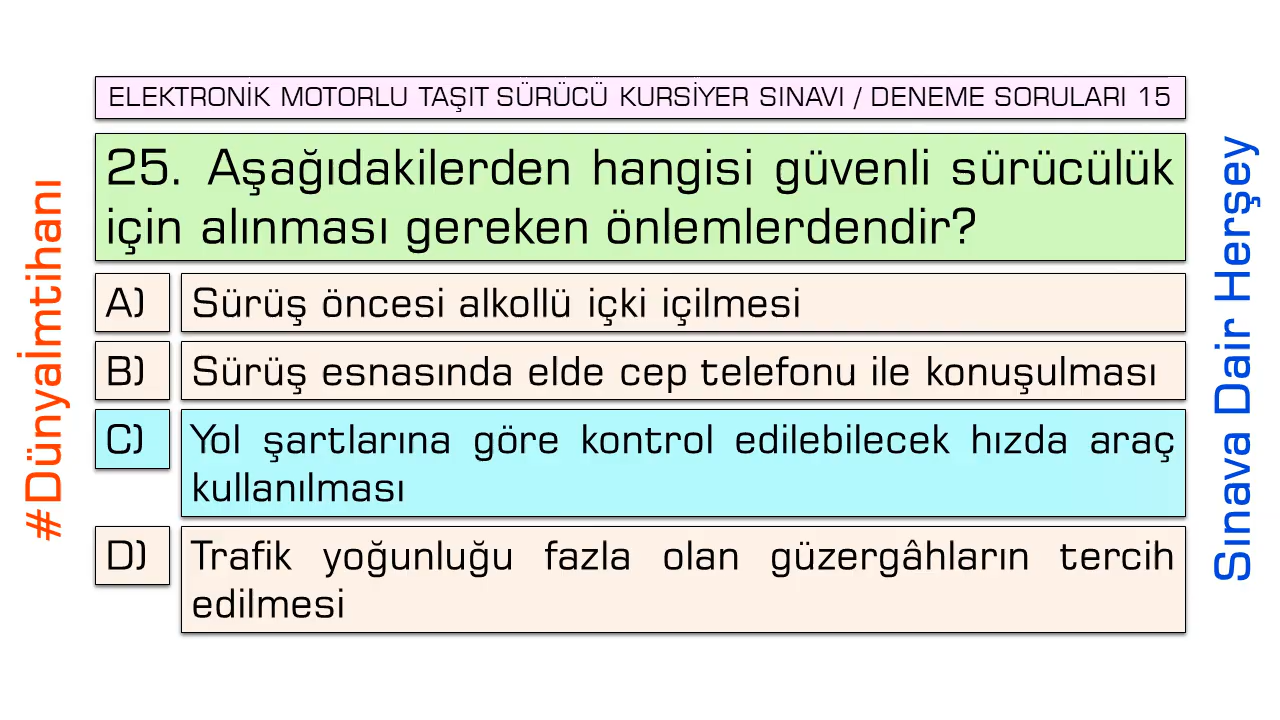 ELEKTRONİK MOTORLU TAŞIT SÜRÜCÜ KURSİYER SINAVI / DENEME SORULARI 15
25. Aşağıdakilerden hangisi güvenli sürücülük
için alınması gereken önlemlerdendir?
A) Sürüş öncesi alkollü içki içilmesi
B) Sürüş esnasında elde cep telefonu ile konuşulması
C) Yol şartlarına göre kontrol edilebilecek hızda araç
kullanılması
D) Trafik yoğunluğu fazla olan güzergâhların tercih
edilmesi
#Dünyaİmtihanı
Sınava Dair Herşey